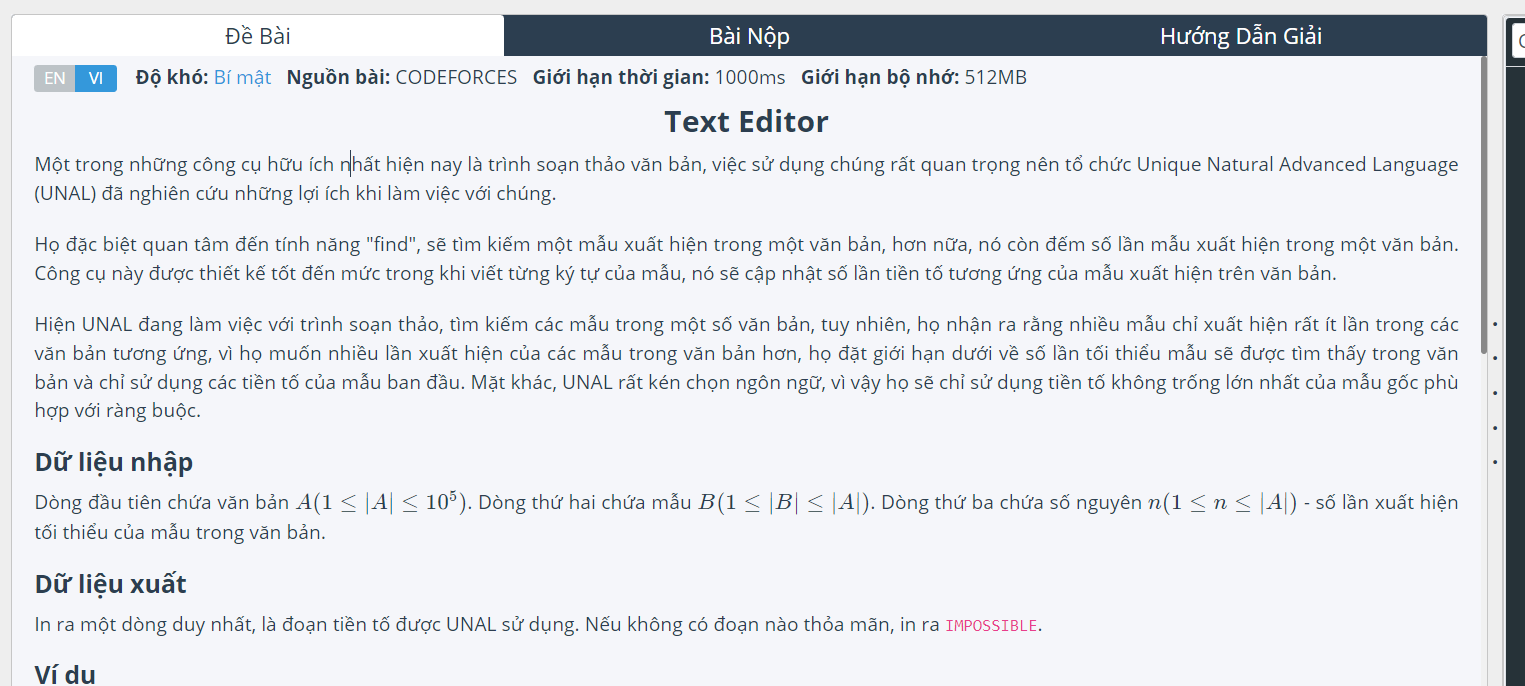 Đề Bài
Bài Nộp
Hướng Dẫn Giải
EN VI Độ khó: Bí mật Nguồn bài: CODEFORCES Giới hạn thời gian: 1000ms Giới hạn bộ nhớ: 512MB
Text Editor
Một trong những công cụ hữu ích nhất hiện nay là trình soạn thảo văn bản, việc sử dụng chúng rất quan trọng nên tổ chức Unique Natural Advanced Language
(UNAL) đã nghiên cứu những lợi ích khi làm việc với chúng.
Họ đặc biệt quan tâm đến tính năng "find", sẽ tìm kiếm một mẫu xuất hiện trong một văn bản, hơn nữa, nó còn đếm số lần mẫu xuất hiện trong một văn bản.
Công cụ này được thiết kế tốt đến mức trong khi viết từng ký tự của mẫu, nó sẽ cập nhật số lần tiền tố tương ứng của mẫu xuất hiện trên văn bản.
Hiện UNAL đang làm việc với trình soạn thảo, tìm kiếm các mẫu trong một số văn bản, tuy nhiên, họ nhận ra rằng nhiều mẫu chỉ xuất hiện rất ít lần trong các
văn bản tương ứng, vì họ muốn nhiều lần xuất hiện của các mẫu trong văn bản hơn, họ đặt giới hạn dưới về số lần tối thiểu mẫu sẽ được tìm thấy trong văn
bản và chỉ sử dụng các tiền tố của mẫu ban đầu. Mặt khác, UNAL rất kén chọn ngôn ngữ, vì vậy họ sẽ chỉ sử dụng tiền tố không trống lớn nhất của mẫu gốc phù
hợp với ràng buộc.
Dữ liệu nhập
Dòng đầu tiên chứa văn bản A(1 ≤ |A| ≤ 10⁵). Dòng thứ hai chứa mẫu B(1 ≤ |B| ≤ |A|). Dòng thứ ba chứa số nguyên n(1 ≤ n ≤ |A|) - số lần xuất hiện
tối thiểu của mẫu trong văn bản.
Dữ liệu xuất
In ra một dòng duy nhất, là đoạn tiền tố được UNAL sử dụng. Nếu không có đoạn nào thỏa mãn, in ra IMPOSSIBLE.
Ví dụ